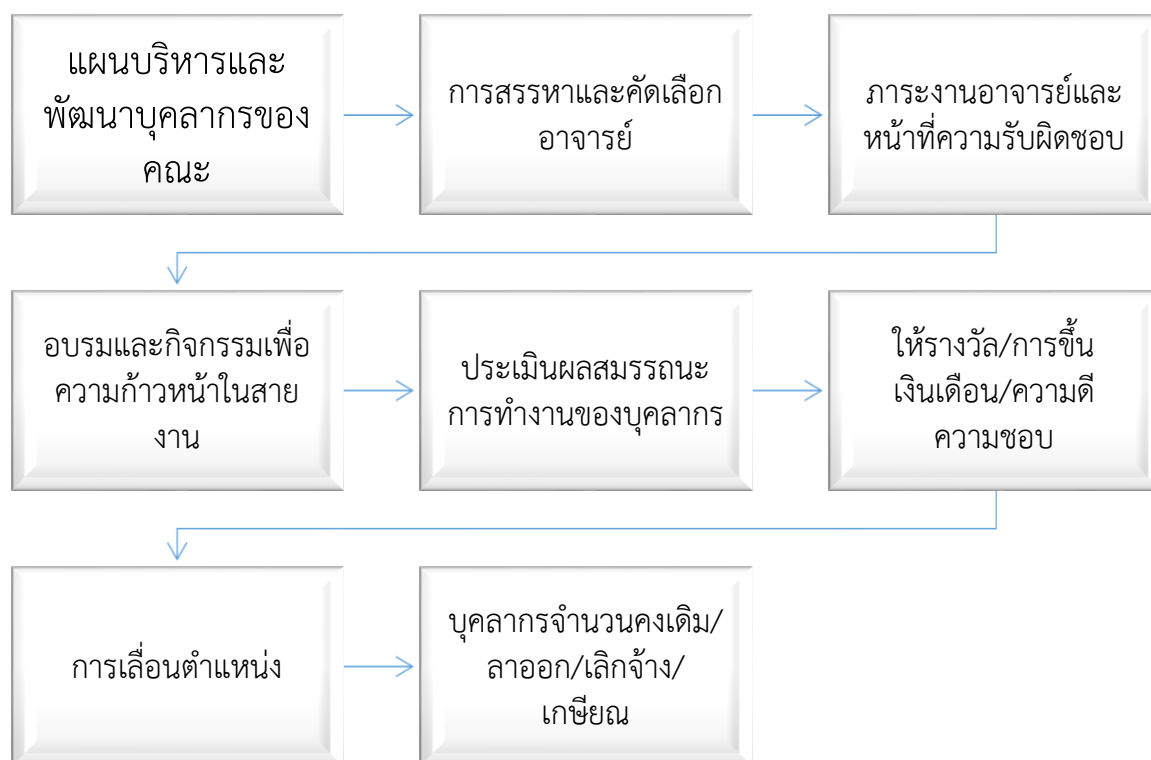 แผนบริหารและ
พัฒนาบุคลากรของ
คณะ
การสรรหาและคัดเลือก
อาจารย์
ภาระงานอาจารย์และ
หน้าที่ความรับผิดชอบ
อบรมและกิจกรรมเพื่อ
ความก้าวหน้าในสาย
งาน
ประเมินผลสมรรถนะ
การทำงานของบุคลากร
ให้รางวัล/การขึ้น
เงินเดือน/ความดี
ความชอบ
การเลื่อนตำแหน่ง
บุคลากรจำนวนคงเดิม/
ลาออก/เลิกจ้าง/
เกษียณ